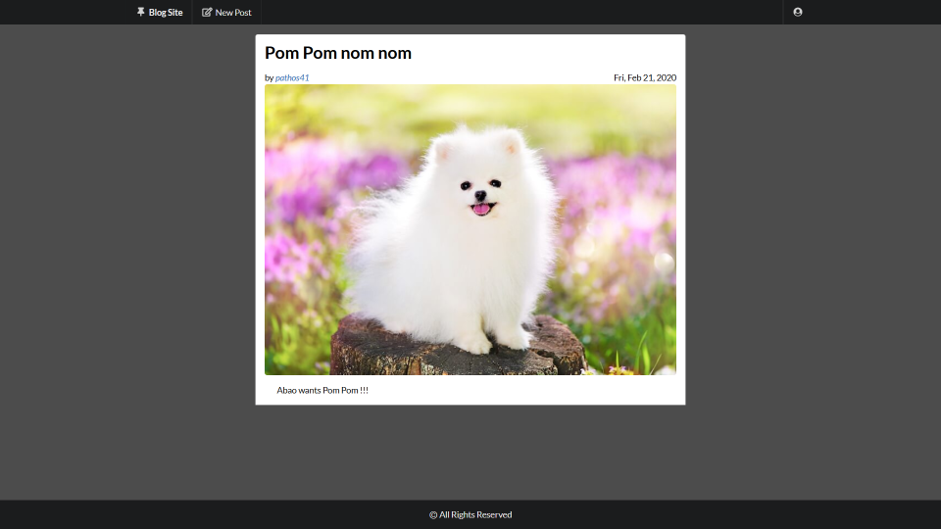 Blog Site New Post
Pom Pom nom nom
by pathos41 Fri, Feb 21, 2020
Abao wants Pom Pom !!!
© All Rights Reserved